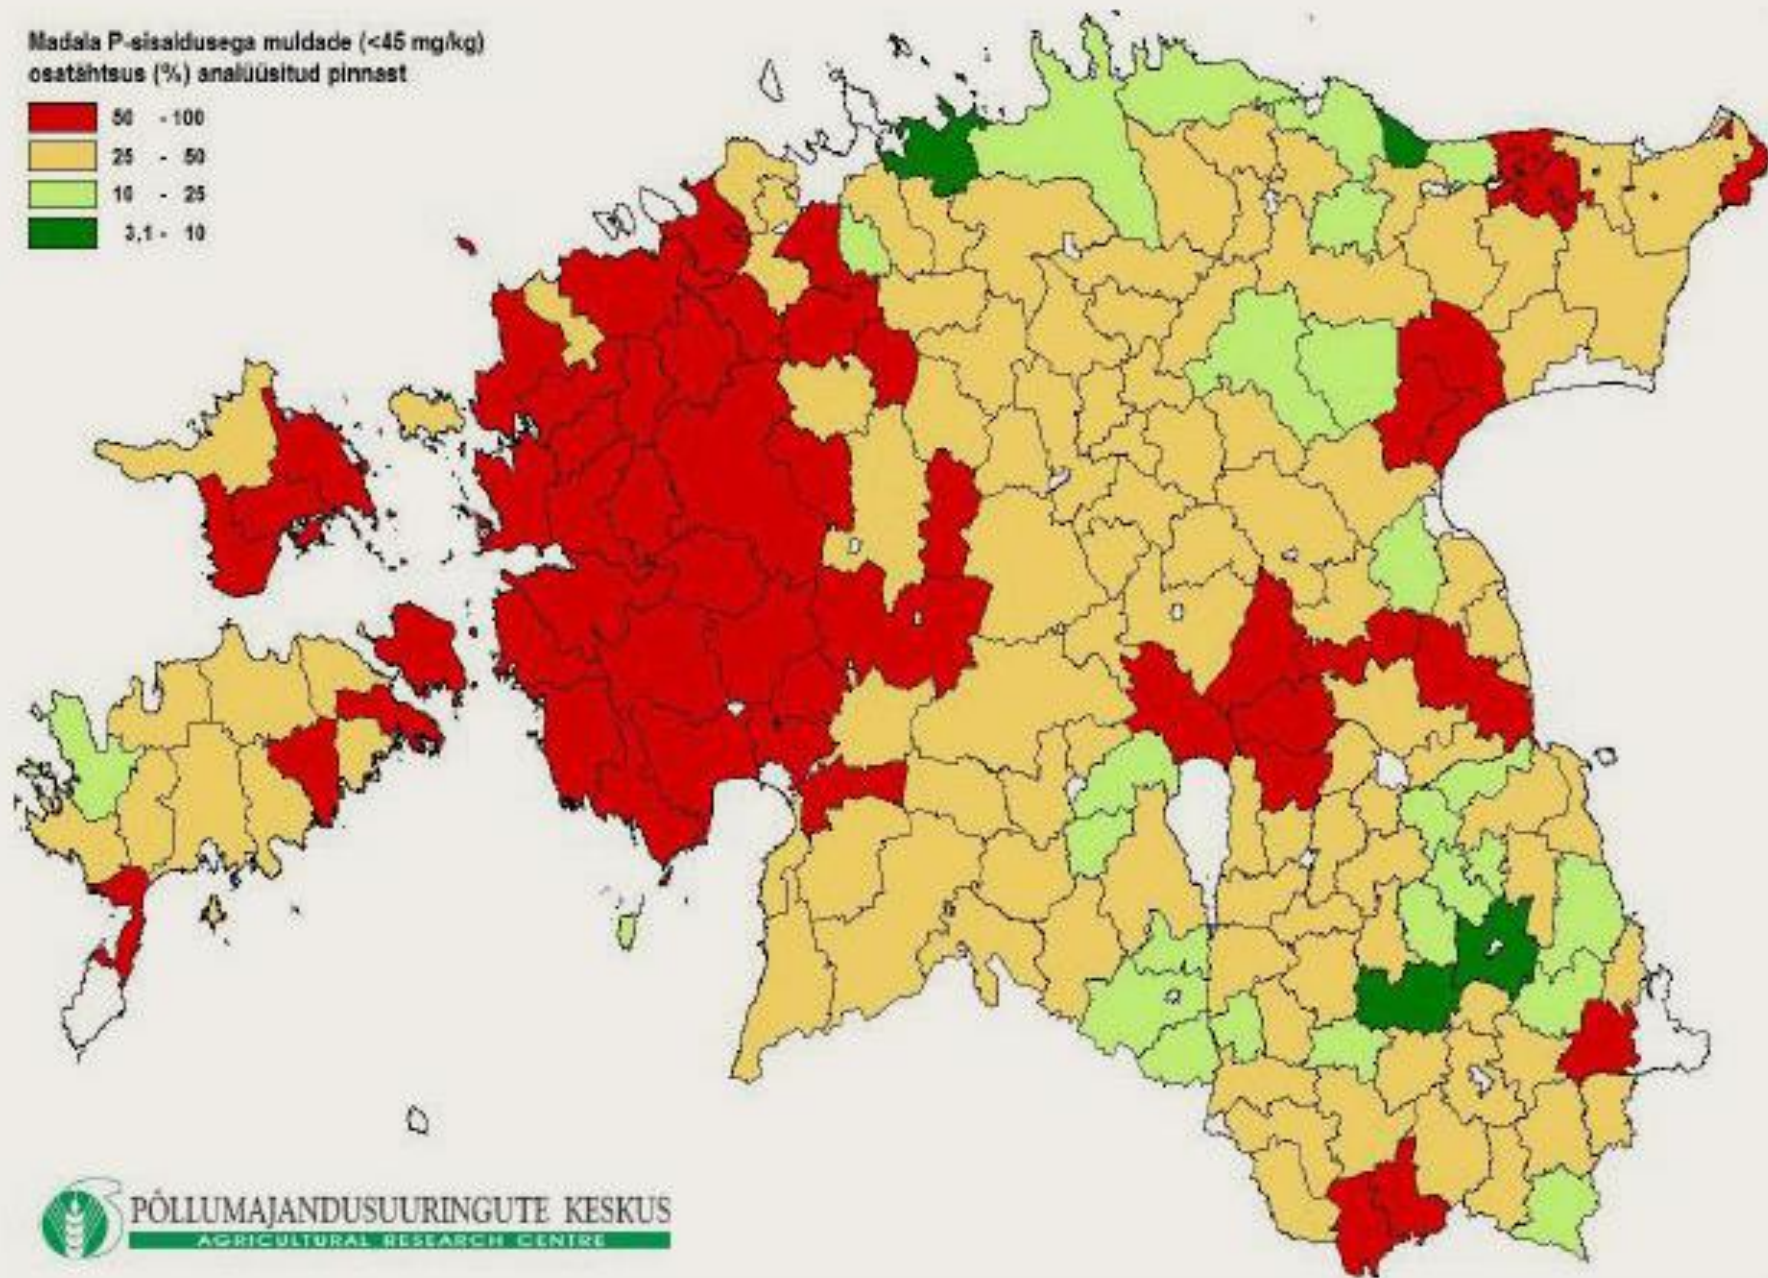 Madala P-sisaldusega muldade (<45 mg/kg)
osatähtsus (%) analüüsitud pinnast
50 - 100
25 - 50
10 - 25
3,1 - 10
PÕLLUMAJANDUSUURINGUTE KESKUS
AGRICULTURAL RESEARCH CENTRE